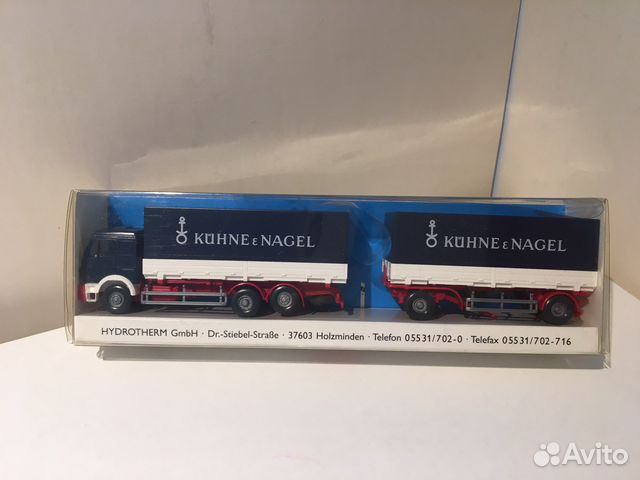 KÜHNE & NAGEL
KÜHNE & NAGEL
HYDROTHERM GmbH · Dr.-Stiebel-Straße · 37603 Holzminden · Telefon 05531/702-0 · Telefax 05531/702-716
Avito